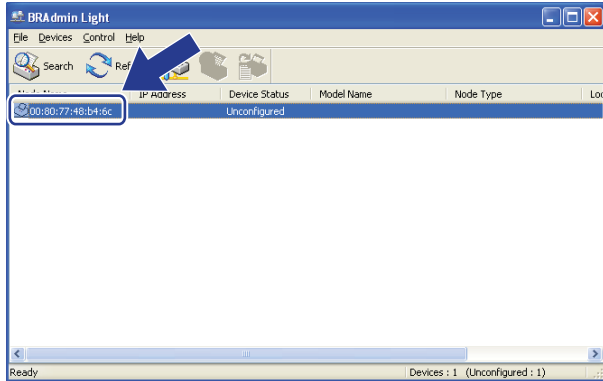 BRAdmin Light
File Devices Control Help
Search
IP Address Device Status Model Name Node Type
00:80:77:48:b4:6c Unconfigured
Ready Devices : 1 (Unconfigured : 1)